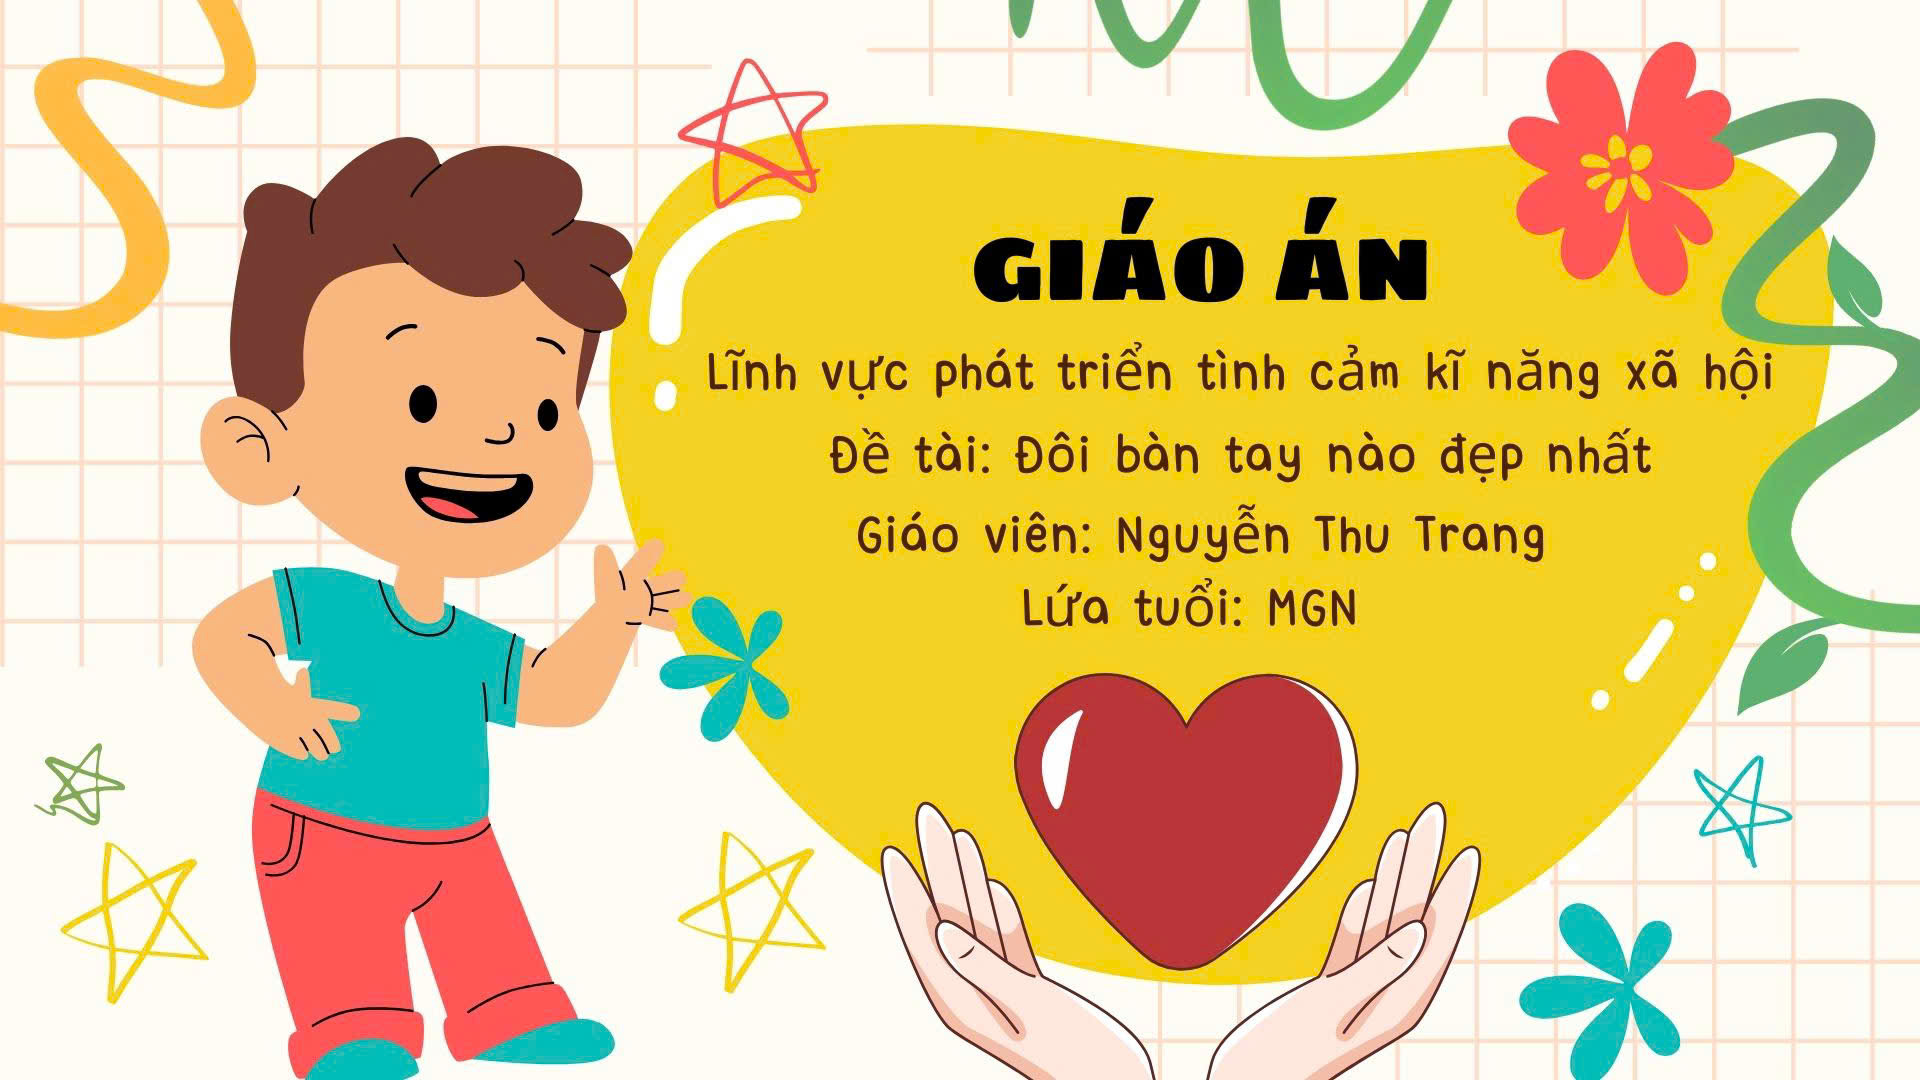 GIÁO ÁN
Lĩnh vực phát triển tình cảm kĩ năng xã hội
Đề tài: Đôi bàn tay nào đẹp nhất
Giáo viên: Nguyễn Thu Trang
Lứa tuổi: MGN